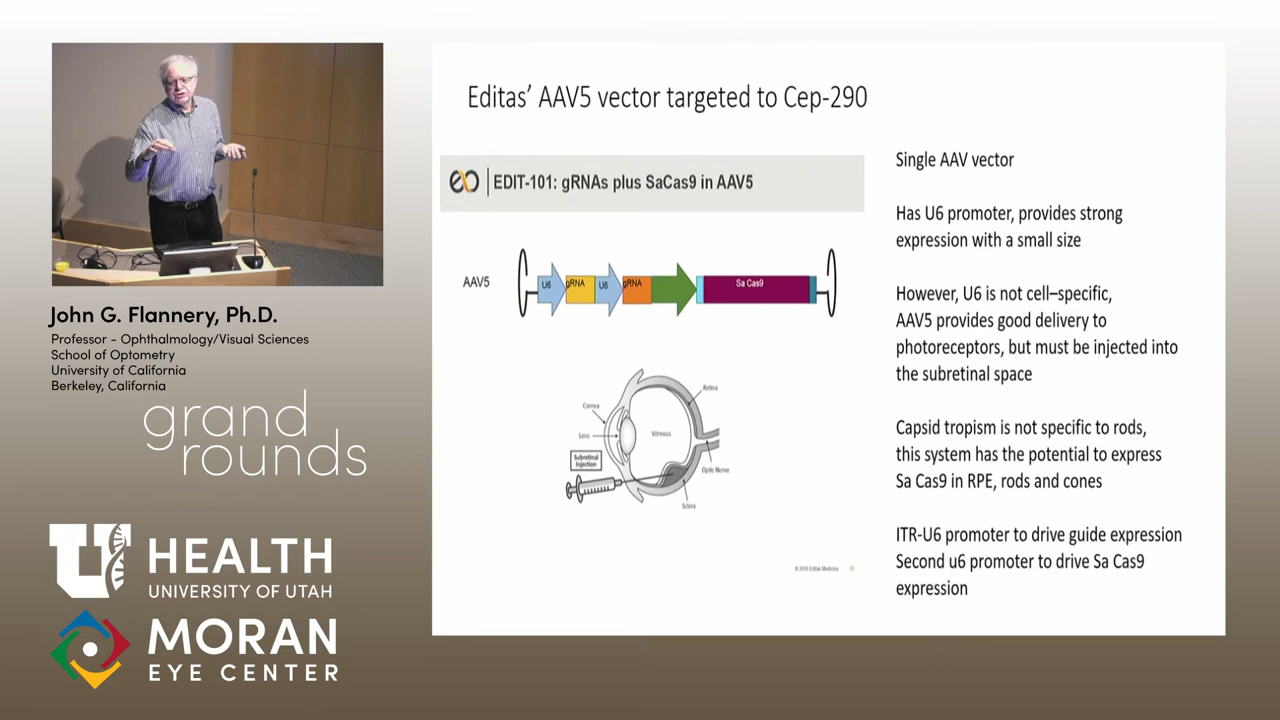 John G. Flannery, Ph.D.
Professor - Ophthalmology/Visual Sciences
School of Optometry
University of California
Berkeley, California
grand
rounds
U
HEALTH
UNIVERSITY OF UTAH
MORAN
EYE CENTER
Editas’ AAV5 vector targeted to Cep-290
EDIT-101: gRNAs plus SaCas9 in AAV5
AAV5
U6
gRNA
U6
gRNA
Sa Cas9
Retina
Cornea
Lens
Vitreous
Subretinal
Injection
Optic Nerve
Sclera
© 2016 Editas Medicine
Single AAV vector
Has U6 promoter, provides strong
expression with a small size
However, U6 is not cell–specific,
AAV5 provides good delivery to
photoreceptors, but must be injected into
the subretinal space
Capsid tropism is not specific to rods,
this system has the potential to express
Sa Cas9 in RPE, rods and cones
ITR-U6 promoter to drive guide expression
Second u6 promoter to drive Sa Cas9
expression